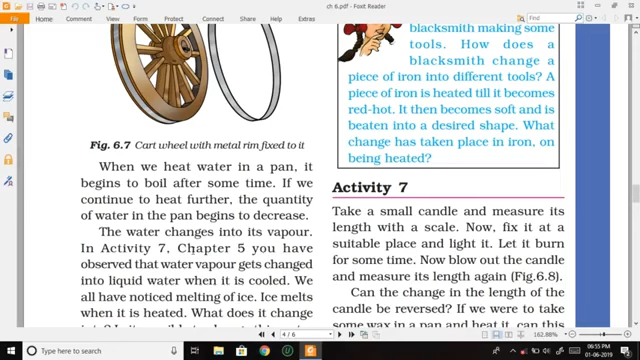 ch 6.pdf - Foxit Reader
File
Home
Comment
View
Form
Protect
Share
Help
Find
blacksmith making some
tools. How does a
blacksmith change a
piece of iron into different tools? A
piece of iron is heated till it becomes
red-hot. It then becomes soft and is
beaten into a desired shape. What
change has taken place in iron, on
being heated?
Fig. 6.7 Cart wheel with metal rim fixed to it
When we heat water in a pan, it
begins to boil after some time. If we
continue to heat further, the quantity
of water in the pan begins to decrease.
The water changes into its vapour.
In Activity 7, Chapter 5 you have
observed that water vapour gets changed
into liquid water when it is cooled. We
all have noticed melting of ice. Ice melts
when it is heated. What does it change
Activity 7
Take a small candle and measure its
length with a scale. Now, fix it at a
suitable place and light it. Let it burn
for some time. Now blow out the candle
and measure its length again (Fig.6.8).
Can the change in the length of the
candle be reversed? If we were to take
some wax in a pan and heat it, can this
4 / 6
162.88%
Type here to search
06:55 PM
01-06-2019